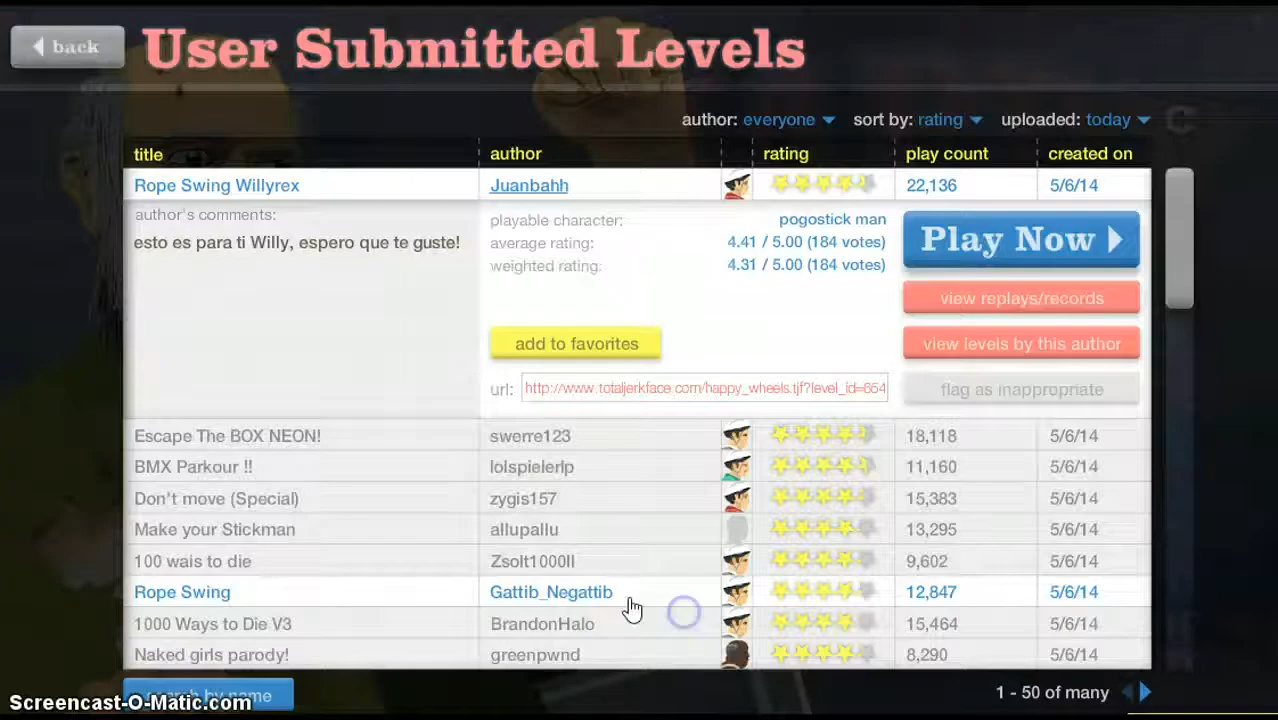 back
User Submitted Levels
author: everyone sort by: rating uploaded: today
title author rating play count created on
Rope Swing Willyrex Juanbahh 22,136 5/6/14
author's comments:
esto es para ti Willy, espero que te guste!
playable character: pogostick man
average rating: 4.41 / 5.00 (184 votes)
weighted rating: 4.31 / 5.00 (184 votes)
Play Now
view replays/records
add to favorites
view levels by this author
url: http://www.totaljerkface.com/happy_wheels.tjf?level_id=654
flag as inappropriate
Escape The BOX NEON! swerre123 18,118 5/6/14
BMX Parkour !! lolspielerlp 11,160 5/6/14
Don't move (Special) zygis157 15,383 5/6/14
Make your Stickman allupallu 13,295 5/6/14
100 wais to die Zsolt1000II 9,602 5/6/14
Rope Swing Gattib_Negattib 12,847 5/6/14
1000 Ways to Die V3 BrandonHalo 15,464 5/6/14
Naked girls parody! greenpwnd 8,290 5/6/14
search by name
1 - 50 of many
Screencast-O-Matic.com